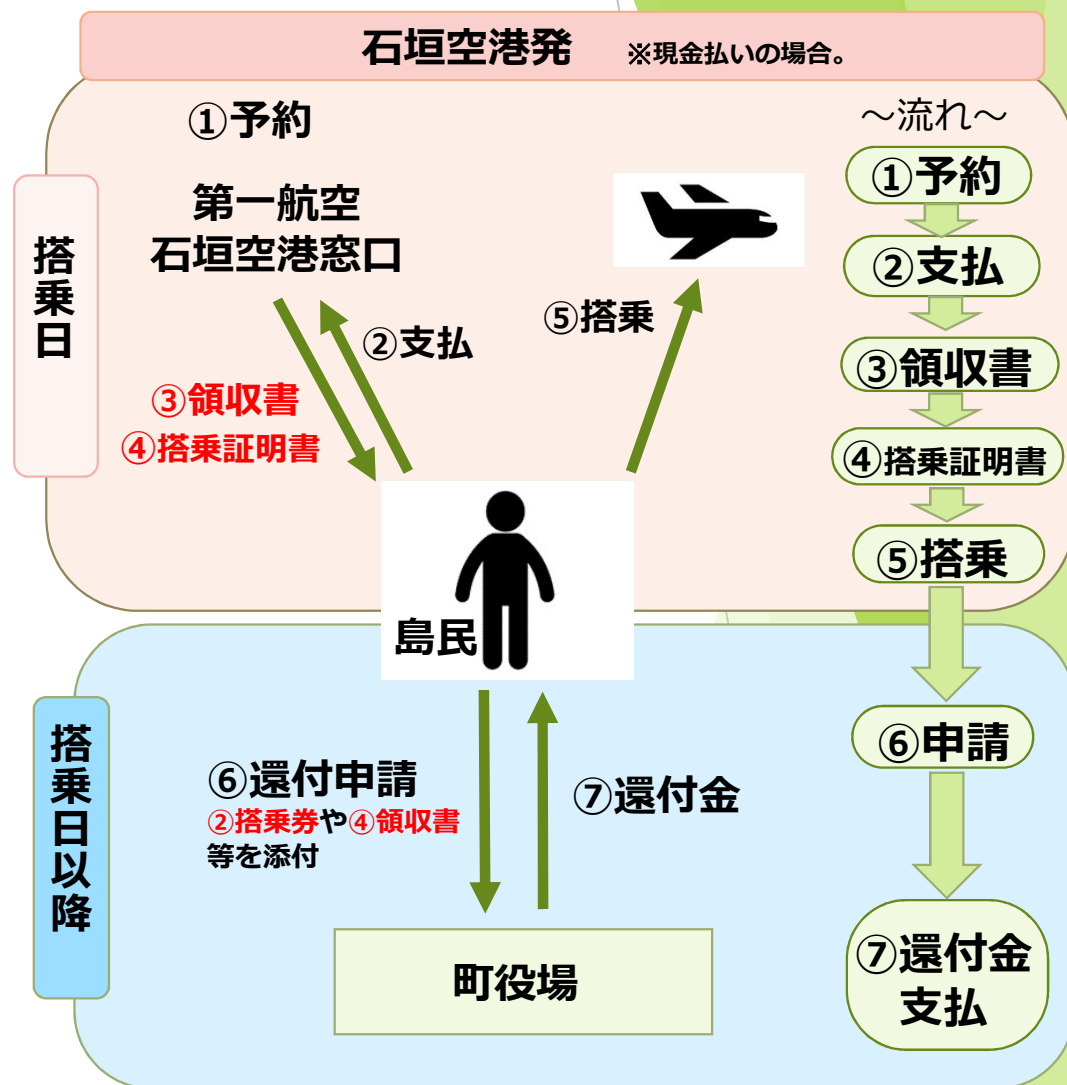 石垣空港発 ※現金払いの場合。
搭乗日
①予約
第一航空
石垣空港窓口
②支払
③領収書
④搭乗証明書
⑤搭乗
島民
搭乗日以降
⑥還付申請
②搭乗券や④領収書
等を添付
⑦還付金
町役場
～流れ～
①予約
②支払
③領収書
④搭乗証明書
⑤搭乗
⑥申請
⑦還付金
支払